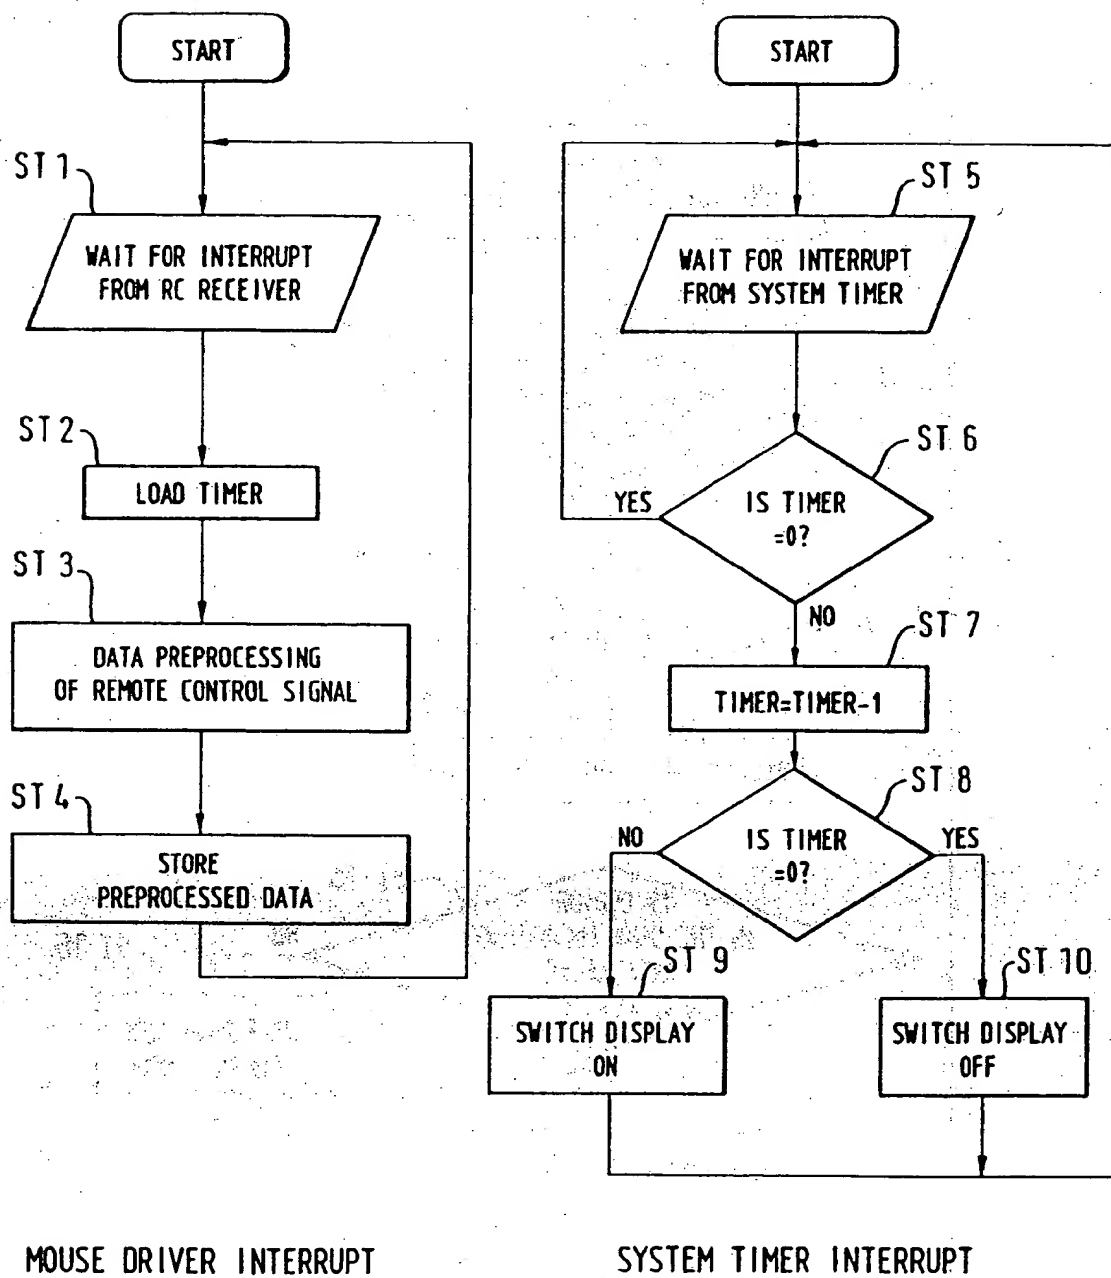 START
ST 1
WAIT FOR INTERRUPT
FROM RC RECEIVER
ST 2
LOAD TIMER
ST 3
DATA PREPROCESSING
OF REMOTE CONTROL SIGNAL
ST 4
STORE
PREPROCESSED DATA
MOUSE DRIVER INTERRUPT
START
ST 5
WAIT FOR INTERRUPT
FROM SYSTEM TIMER
ST 6
YES
IS TIMER
=0?
NO
ST 7
TIMER=TIMER-1
ST 8
NO
IS TIMER
=0?
YES
ST 9
SWITCH DISPLAY
ON
ST 10
SWITCH DISPLAY
OFF
SYSTEM TIMER INTERRUPT